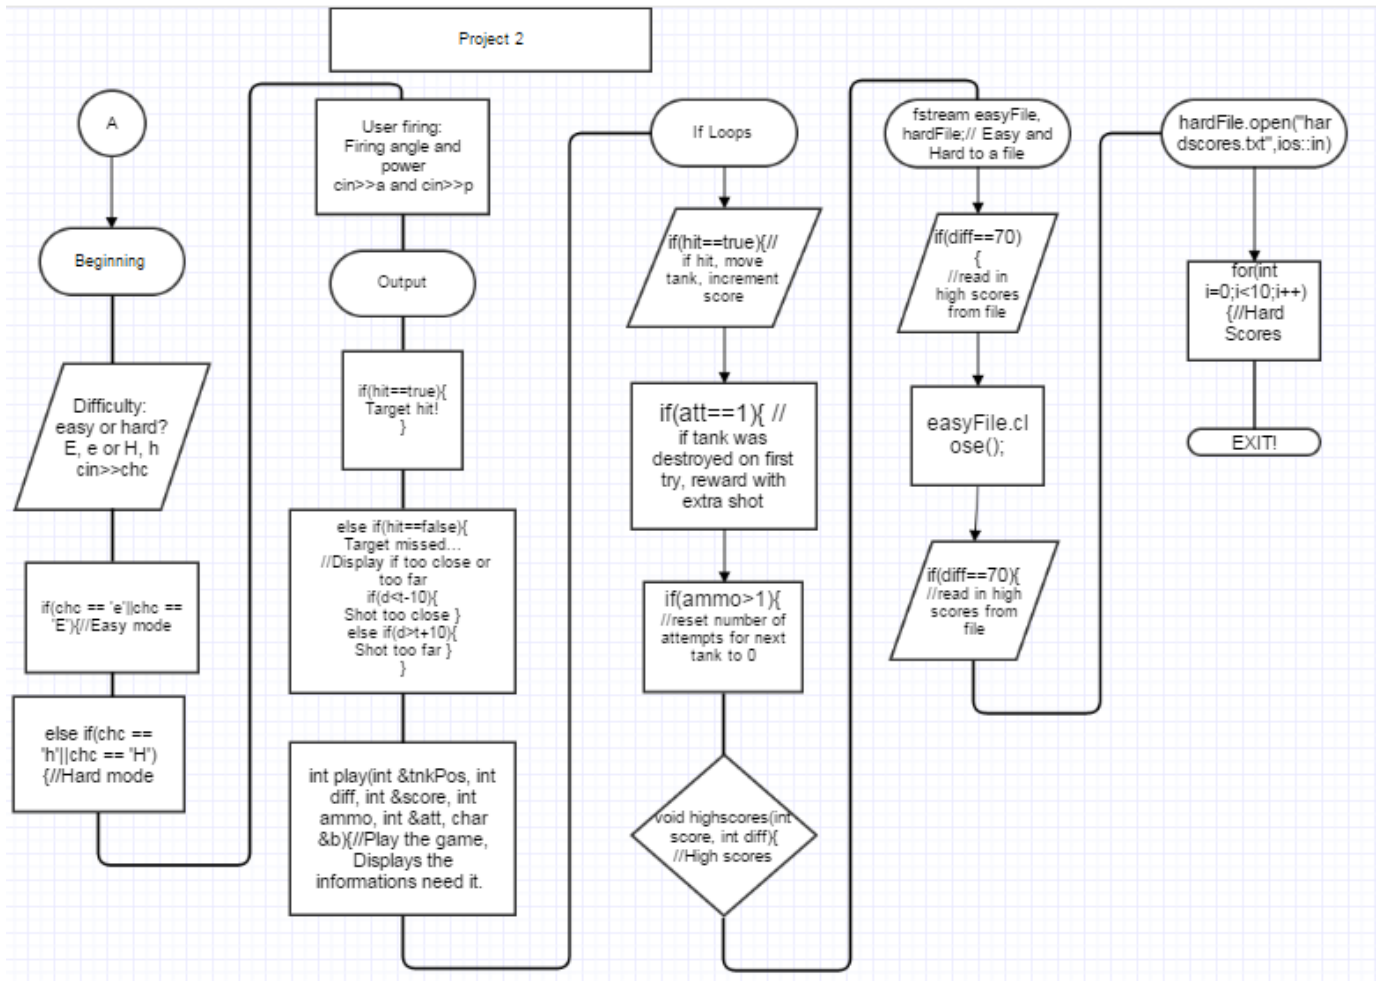 Project 2
A
Beginning
Difficulty:
easy or hard?
E, e or H, h
cin>>chc
if(chc == 'e'||chc ==
'E'){//Easy mode
else if(chc ==
'h'||chc == 'H')
{//Hard mode
User firing:
Firing angle and
power
cin>>a and cin>>p
Output
if(hit==true){
Target hit!
}
else if(hit==false){
Target missed...
//Display if too close or
too far
if(d<t-10){
Shot too close }
else if(d>t+10){
Shot too far }
}
int play(int &tnkPos, int
diff, int &score, int
ammo, int &att, char
&b){//Play the game,
Displays the
informations need it.
If Loops
if(hit==true){//
if hit, move
tank, increment
score
if(att==1){ //
if tank was
destroyed on first
try, reward with
extra shot
if(ammo>1){
//reset number of
attempts for next
tank to 0
void highscores(int
score, int diff){
//High scores
fstream easyFile,
hardFile;// Easy and
Hard to a file
if(diff==70)
{
//read in
high scores
from file
easyFile.cl
ose();
if(diff==70){
//read in high
scores from
file
hardFile.open("har
dscores.txt",ios::in)
for(int
i=0;i<10;i++)
{//Hard
Scores
EXIT!